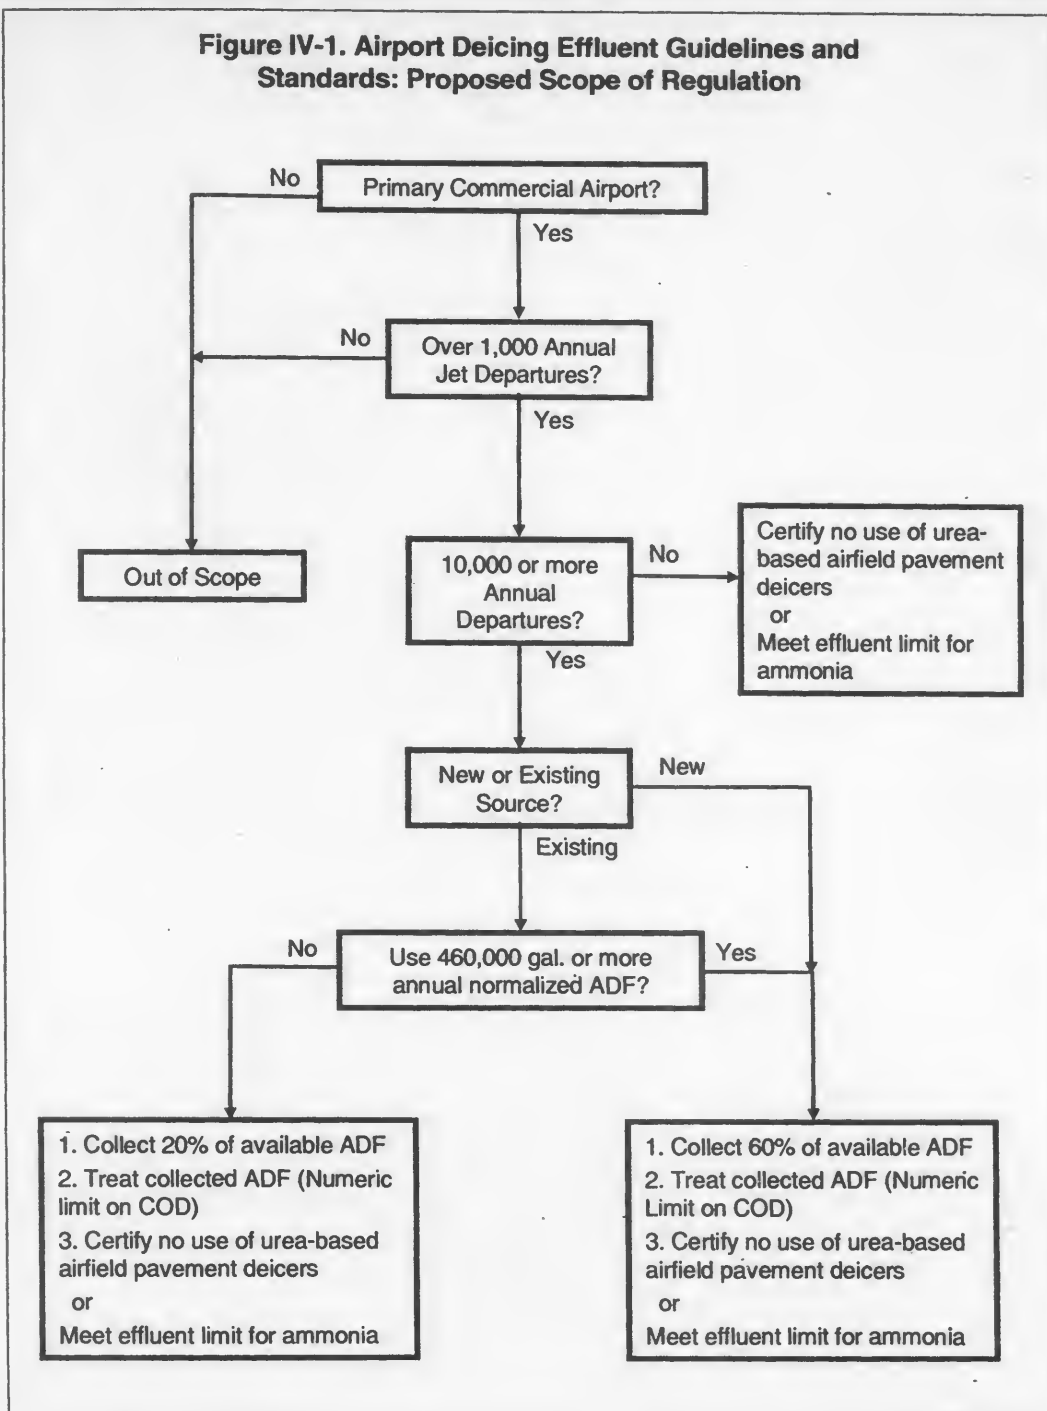 Figure IV-1. Airport Deicing Effluent Guidelines and
Standards: Proposed Scope of Regulation
No
Primary Commercial Airport?
Yes
No
Over 1,000 Annual
Jet Departures?
Yes
Out of Scope
10,000 or more
Annual
Departures?
No
Certify no use of urea-
based airfield pavement
deicers
or
Meet effluent limit for
ammonia
Yes
New or Existing
Source?
New
Existing
No
Use 460,000 gal. or more
annual normalized ADF?
Yes
1. Collect 20% of available ADF
2. Treat collected ADF (Numeric
limit on COD)
3. Certify no use of urea-based
airfield pavement deicers
or
Meet effluent limit for ammonia
1. Collect 60% of available ADF
2. Treat collected ADF (Numeric
Limit on COD)
3. Certify no use of urea-based
airfield pavement deicers
or
Meet effluent limit for ammonia